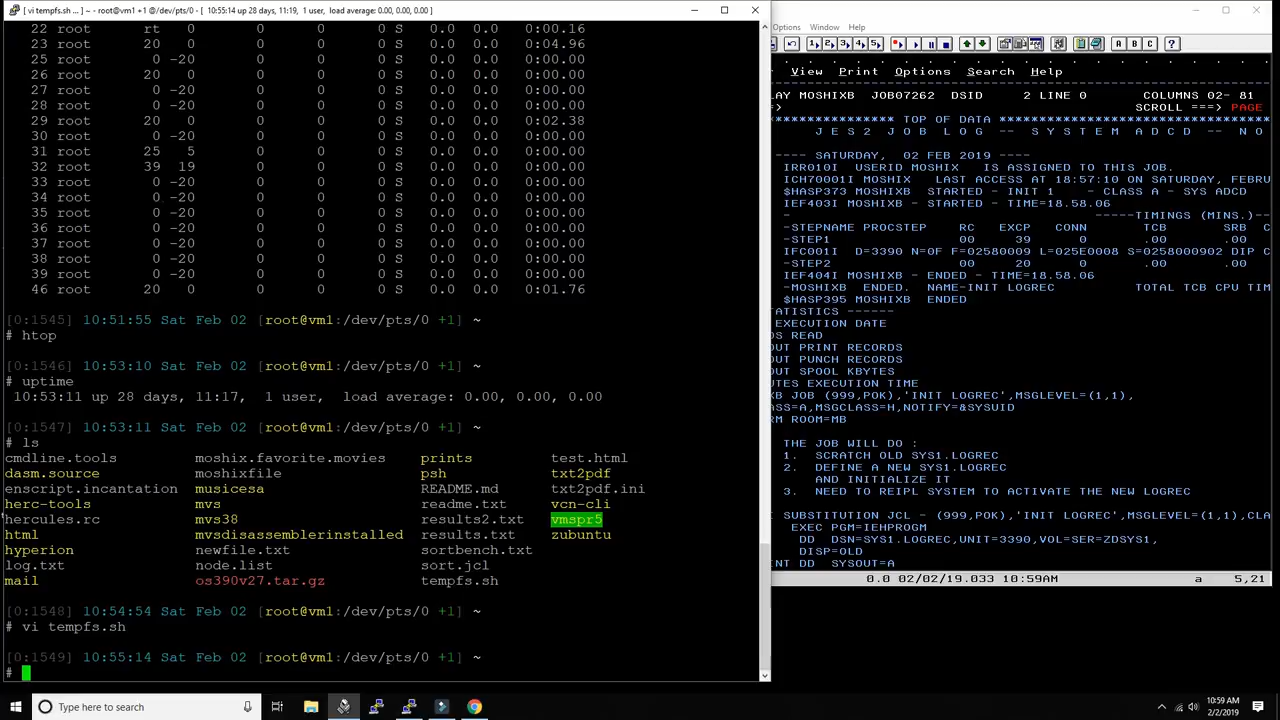 [ vi tempfs.sh ... ] ~ - root@vm1 +1 @/dev/pts/0 - [ 10:55:14 up 28 days, 11:19, 1 user, load average: 0.00, 0.00, 0.00 ]
22 root rt 0 0 0 0 S 0.0 0.0 0:00.16
23 root 20 0 0 0 0 S 0.0 0.0 0:04.96
25 root 0 -20 0 0 0 S 0.0 0.0 0:00.00
26 root 20 0 0 0 0 S 0.0 0.0 0:00.00
27 root 0 -20 0 0 0 S 0.0 0.0 0:00.00
28 root 0 -20 0 0 0 S 0.0 0.0 0:00.00
29 root 20 0 0 0 0 S 0.0 0.0 0:02.38
30 root 0 -20 0 0 0 S 0.0 0.0 0:00.00
31 root 25 5 0 0 0 S 0.0 0.0 0:00.00
32 root 39 19 0 0 0 S 0.0 0.0 0:00.00
33 root 0 -20 0 0 0 S 0.0 0.0 0:00.00
34 root 0 -20 0 0 0 S 0.0 0.0 0:00.00
35 root 0 -20 0 0 0 S 0.0 0.0 0:00.00
36 root 0 -20 0 0 0 S 0.0 0.0 0:00.00
37 root 0 -20 0 0 0 S 0.0 0.0 0:00.00
38 root 0 -20 0 0 0 S 0.0 0.0 0:00.00
39 root 0 -20 0 0 0 S 0.0 0.0 0:00.00
46 root 20 0 0 0 0 S 0.0 0.0 0:01.76
[0:1545] 10:51:55 Sat Feb 02 [root@vm1:/dev/pts/0 +1] ~
# htop
[0:1546] 10:53:10 Sat Feb 02 [root@vm1:/dev/pts/0 +1] ~
# uptime
10:53:11 up 28 days, 11:17, 1 user, load average: 0.00, 0.00, 0.00
[0:1547] 10:53:11 Sat Feb 02 [root@vm1:/dev/pts/0 +1] ~
# ls
cmdline.tools moshix.favorite.movies prints test.html
dasm.source moshixfile psh txt2pdf
enscript.incantation musicesa README.md txt2pdf.ini
herc-tools mvs readme.txt vcn-cli
hercules.rc mvs38 results2.txt vmspr5
html mvsdisassemblerinstalled results.txt zubuntu
hyperion newfile.txt sortbench.txt
log.txt node.list sort.jcl
mail os390v27.tar.gz tempfs.sh
[0:1548] 10:54:54 Sat Feb 02 [root@vm1:/dev/pts/0 +1] ~
# vi tempfs.sh
[0:1549] 10:55:14 Sat Feb 02 [root@vm1:/dev/pts/0 +1] ~
#
Options Window Help
1 2 3 4 5 A B C ?
View Print Options Search Help
LAY MOSHIXB JOB07262 DSID 2 LINE 0 COLUMNS 02- 81
=> SCROLL ===> PAGE
*************** TOP OF DATA ***************************
J E S 2 J O B L O G -- S Y S T E M A D C D -- N O
---- SATURDAY, 02 FEB 2019 ----
IRR010I USERID MOSHIX IS ASSIGNED TO THIS JOB.
ICH70001I MOSHIX LAST ACCESS AT 18:57:10 ON SATURDAY, FEBRU
$HASP373 MOSHIXB STARTED - INIT 1 - CLASS A - SYS ADCD
IEF403I MOSHIXB - STARTED - TIME=18.58.06
- -----TIMINGS (MINS.)--
-STEPNAME PROCSTEP RC EXCP CONN TCB SRB C
-STEP1 00 39 0 .00 .00
IFC001I D=3390 N=0F F=02580009 L=025E0008 S=0258000902 DIP C
-STEP2 00 20 0 .00 .00
IEF404I MOSHIXB - ENDED - TIME=18.58.06
-MOSHIXB ENDED. NAME-INIT LOGREC TOTAL TCB CPU TIM
$HASP395 MOSHIXB ENDED
TATISTICS ------
EXECUTION DATE
DS READ
OUT PRINT RECORDS
OUT PUNCH RECORDS
OUT SPOOL KBYTES
UTES EXECUTION TIME
XB JOB (999,POK),'INIT LOGREC',MSGLEVEL=(1,1),
ASS=A,MSGCLASS=H,NOTIFY=&SYSUID
RM ROOM=MB
THE JOB WILL DO :
1. SCRATCH OLD SYS1.LOGREC
2. DEFINE A NEW SYS1.LOGREC
AND INITIALIZE IT
3. NEED TO REIPL SYSTEM TO ACTIVATE THE NEW LOGREC
I SUBSTITUTION JCL - (999,POK),'INIT LOGREC',MSGLEVEL=(1,1),CLA
EXEC PGM=IEHPROGM
DD DSN=SYS1.LOGREC,UNIT=3390,VOL=SER=ZDSYS1,
DISP=OLD
INT DD SYSOUT=A
0.0 02/02/19.033 10:59AM a 5,21
Type here to search
10:59 AM
2/2/2019